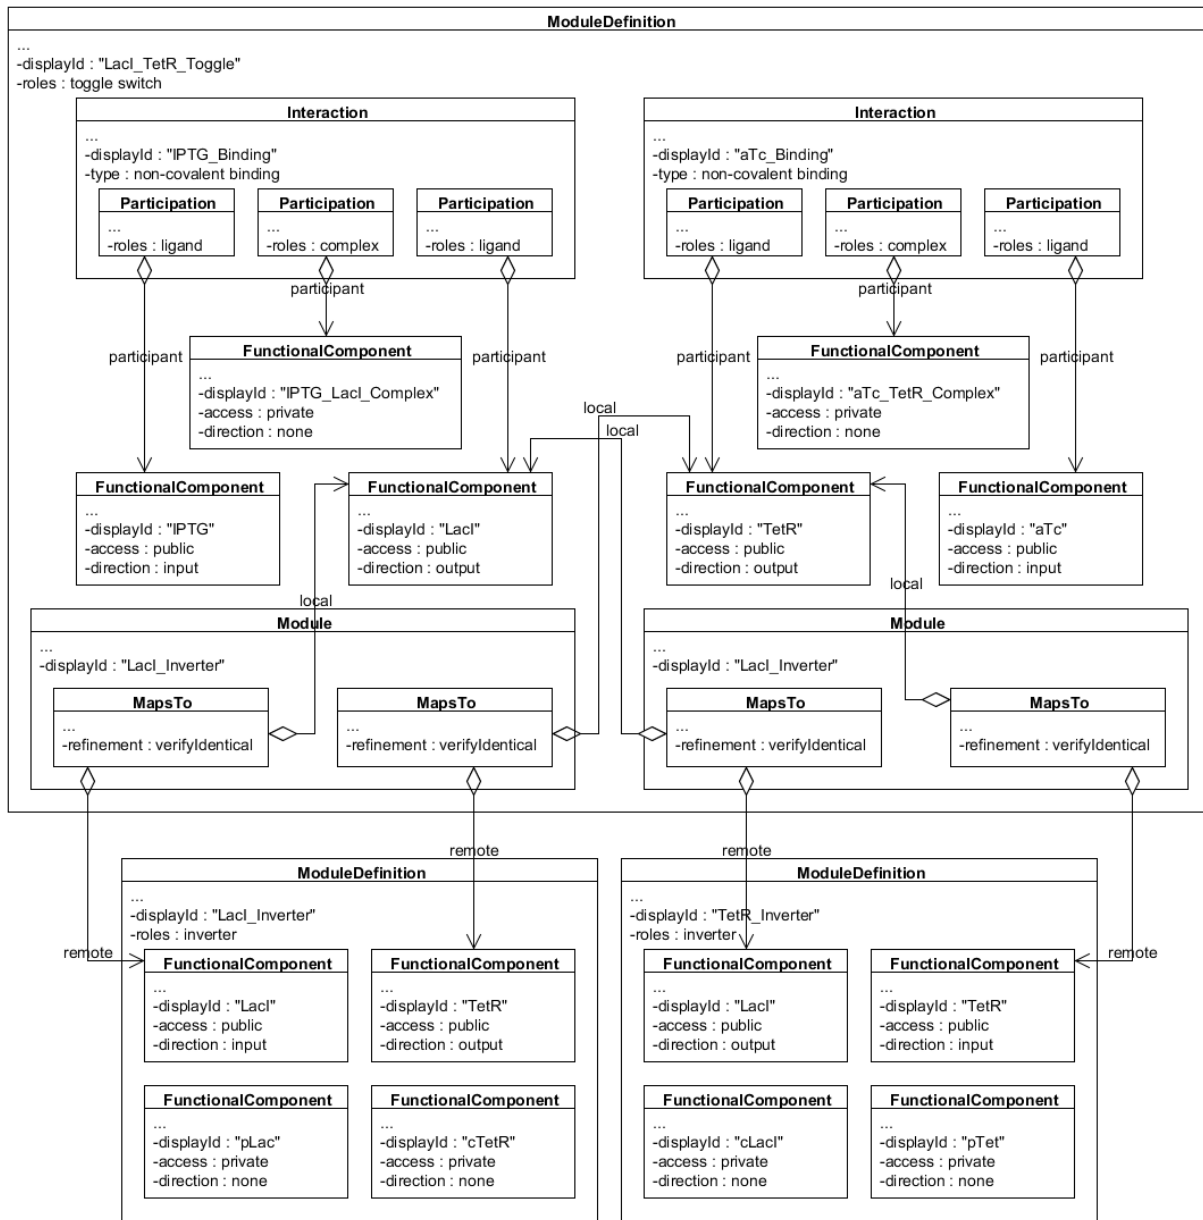 ModuleDefinition
...
-displayId : "LacI_TetR_Toggle"
-roles : toggle switch
Interaction
...
-displayId : "IPTG_Binding"
-type : non-covalent binding
Participation
...
-roles : ligand
Participation
...
-roles : complex
Participation
...
-roles : ligand
Interaction
...
-displayId : "aTc_Binding"
-type : non-covalent binding
Participation
...
-roles : ligand
Participation
...
-roles : complex
Participation
...
-roles : ligand
participant
participant
participant
participant
participant
participant
FunctionalComponent
...
-displayId : "IPTG_LacI_Complex"
-access : private
-direction : none
FunctionalComponent
...
-displayId : "aTc_TetR_Complex"
-access : private
-direction : none
local
local
FunctionalComponent
...
-displayId : "IPTG"
-access : public
-direction : input
FunctionalComponent
...
-displayId : "LacI"
-access : public
-direction : output
FunctionalComponent
...
-displayId : "TetR"
-access : public
-direction : output
FunctionalComponent
...
-displayId : "aTc"
-access : public
-direction : input
local
local
Module
...
-displayId : "LacI_Inverter"
MapsTo
...
-refinement : verifyIdentical
MapsTo
...
-refinement : verifyIdentical
Module
...
-displayId : "LacI_Inverter"
MapsTo
...
-refinement : verifyIdentical
MapsTo
...
-refinement : verifyIdentical
remote
remote
remote
remote
ModuleDefinition
...
-displayId : "LacI_Inverter"
-roles : inverter
FunctionalComponent
...
-displayId : "LacI"
-access : public
-direction : input
FunctionalComponent
...
-displayId : "TetR"
-access : public
-direction : output
FunctionalComponent
...
-displayId : "pLac"
-access : private
-direction : none
FunctionalComponent
...
-displayId : "cTetR"
-access : private
-direction : none
ModuleDefinition
...
-displayId : "TetR_Inverter"
-roles : inverter
FunctionalComponent
...
-displayId : "LacI"
-access : public
-direction : output
FunctionalComponent
...
-displayId : "TetR"
-access : public
-direction : input
FunctionalComponent
...
-displayId : "cLacI"
-access : private
-direction : none
FunctionalComponent
...
-displayId : "pTet"
-access : private
-direction : none